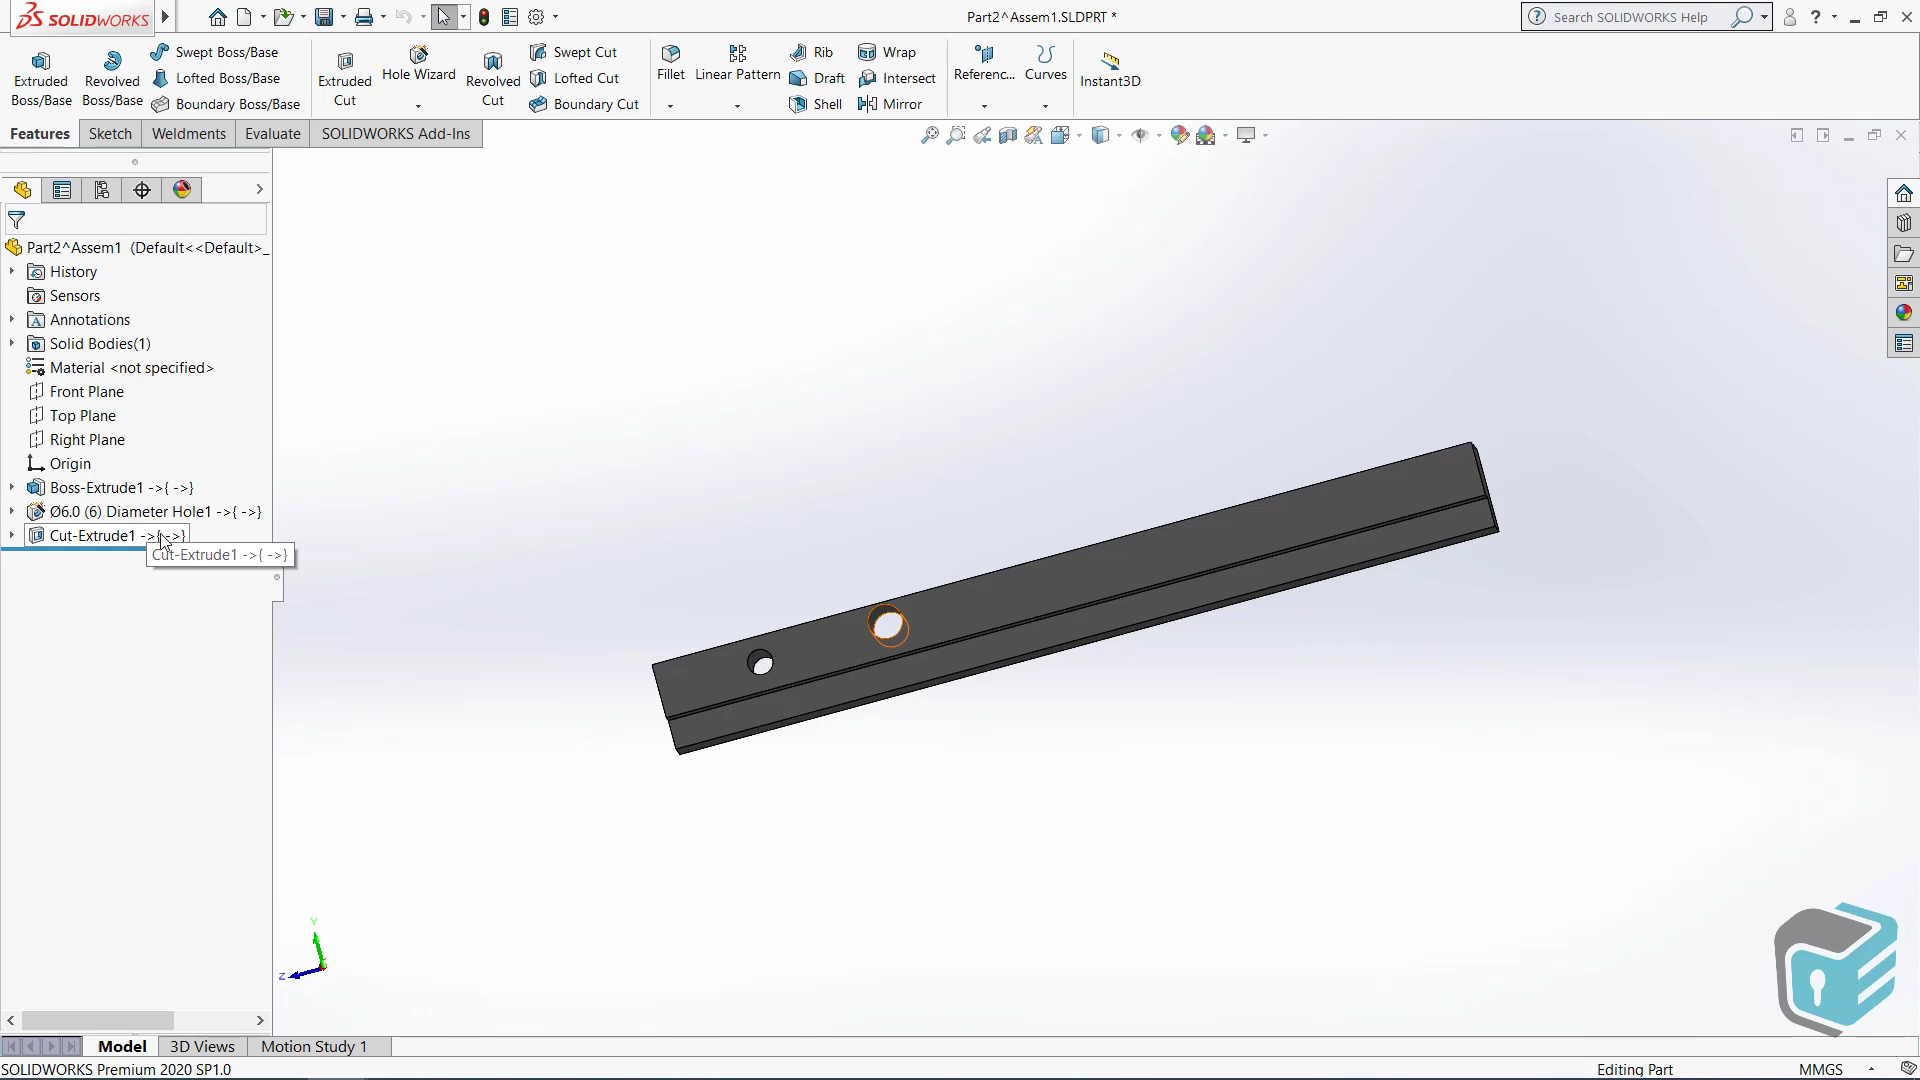 SOLIDWORKS
Part2^Assem1.SLDPRT *
Search SOLIDWORKS Help
Extruded Boss/Base
Revolved Boss/Base
Swept Boss/Base
Lofted Boss/Base
Boundary Boss/Base
Extruded Cut
Hole Wizard
Revolved Cut
Swept Cut
Lofted Cut
Boundary Cut
Fillet
Linear Pattern
Rib
Draft
Shell
Wrap
Intersect
Mirror
Referenc...
Curves
Instant3D
Features
Sketch
Weldments
Evaluate
SOLIDWORKS Add-Ins
Part2^Assem1 (Default<<Default>_
History
Sensors
Annotations
Solid Bodies(1)
Material <not specified>
Front Plane
Top Plane
Right Plane
Origin
Boss-Extrude1 ->{ ->}
Ø6.0 (6) Diameter Hole1 ->{ ->}
Cut-Extrude1 ->{ ->}
Cut-Extrude1 ->{ ->}
Y
Z
Model
3D Views
Motion Study 1
SOLIDWORKS Premium 2020 SP1.0
Editing Part
MMGS